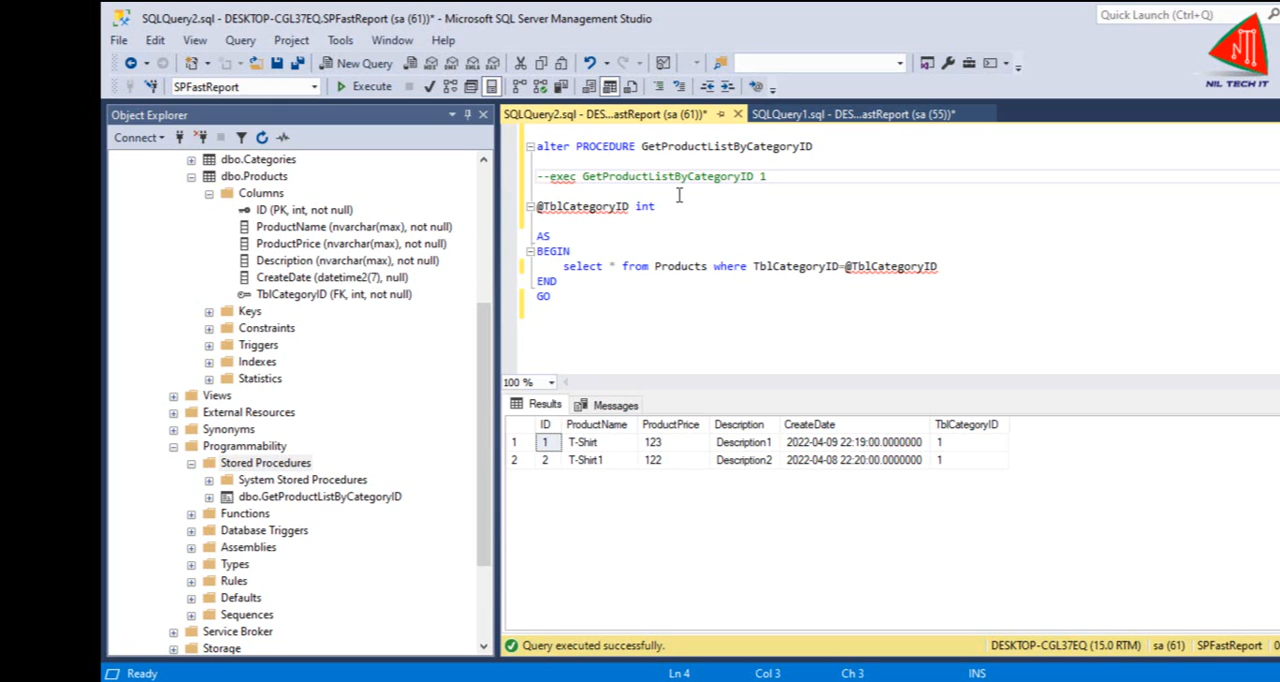 SQLQuery2.sql - DESKTOP-CGL37EQ.SPFastReport (sa (61))* - Microsoft SQL Server Management Studio
Quick Launch (Ctrl+Q)
File Edit View Query Project Tools Window Help
NIL TECH IT
New Query
SPFastReport
Execute
Object Explorer
SQLQuery2.sql - DES...astReport (sa (61))*
SQLQuery1.sql - DES...astReport (sa (55))*
Connect
dbo.Categories
dbo.Products
Columns
ID (PK, int, not null)
ProductName (nvarchar(max), not null)
ProductPrice (nvarchar(max), not null)
Description (nvarchar(max), not null)
CreateDate (datetime2(7), null)
TblCategoryID (FK, int, not null)
Keys
Constraints
Triggers
Indexes
Statistics
Views
External Resources
Synonyms
Programmability
Stored Procedures
System Stored Procedures
dbo.GetProductListByCategoryID
Functions
Database Triggers
Assemblies
Types
Rules
Defaults
Sequences
Service Broker
Storage
alter PROCEDURE GetProductListByCategoryID
--exec GetProductListByCategoryID 1
@TblCategoryID int
AS
BEGIN
select * from Products where TblCategoryID=@TblCategoryID
END
GO
100 %
Results Messages
ID ProductName ProductPrice Description CreateDate TblCategoryID
1 1 T-Shirt 123 Description1 2022-04-09 22:19:00.0000000 1
2 2 T-Shirt1 122 Description2 2022-04-08 22:20:00.0000000 1
Query executed successfully.
DESKTOP-CGL37EQ (15.0 RTM) sa (61) SPFastReport
Ready
Ln 4 Col 3 Ch 3 INS